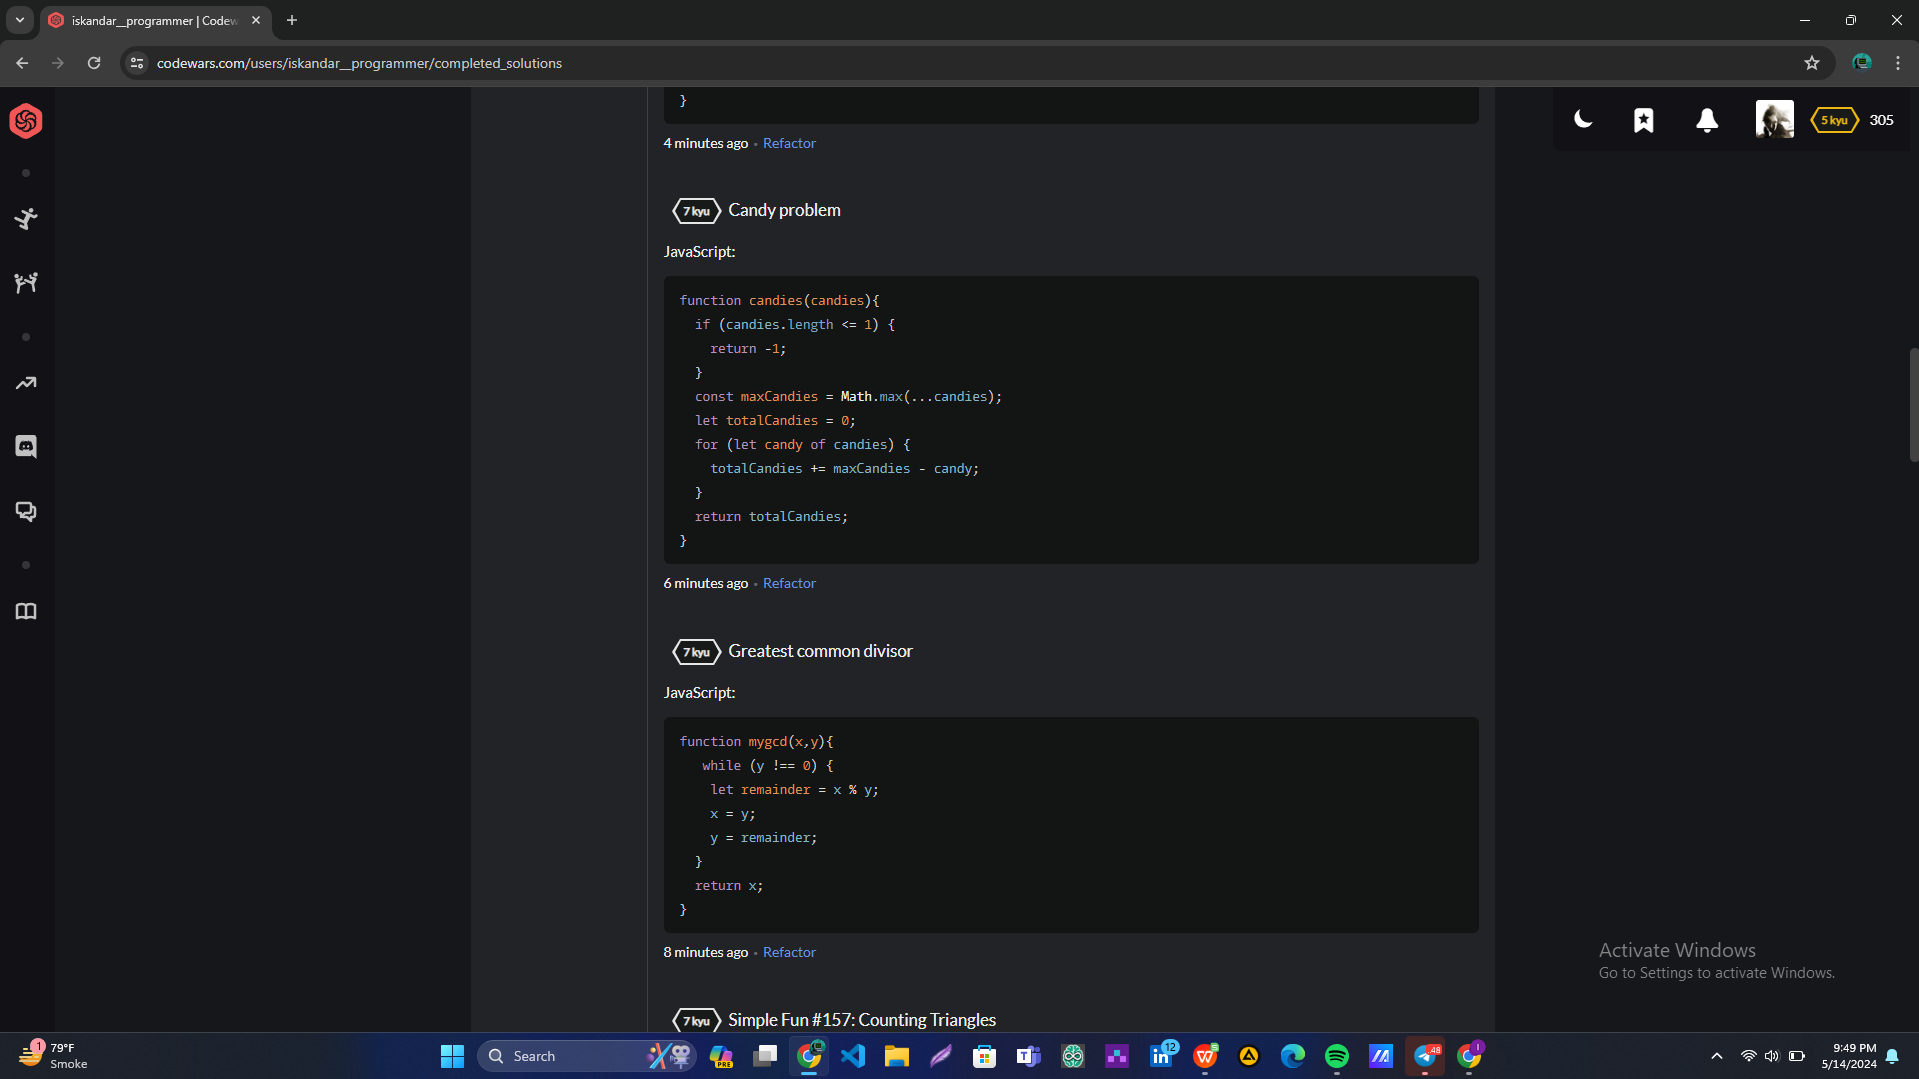 iskandar__programmer | Codew
codewars.com/users/iskandar__programmer/completed_solutions
5 kyu
305
}
4 minutes ago • Refactor
7 kyu
Candy problem
JavaScript:
function candies(candies){
  if (candies.length <= 1) {
    return -1;
  }
  const maxCandies = Math.max(...candies);
  let totalCandies = 0;
  for (let candy of candies) {
    totalCandies += maxCandies - candy;
  }
  return totalCandies;
}
6 minutes ago • Refactor
7 kyu
Greatest common divisor
JavaScript:
function mygcd(x,y){
   while (y !== 0) {
    let remainder = x % y;
    x = y;
    y = remainder;
  }
  return x;
}
8 minutes ago • Refactor
7 kyu
Simple Fun #157: Counting Triangles
Activate Windows
Go to Settings to activate Windows.
1
79°F
Smoke
Search
PRE
12
48
9:49 PM
5/14/2024